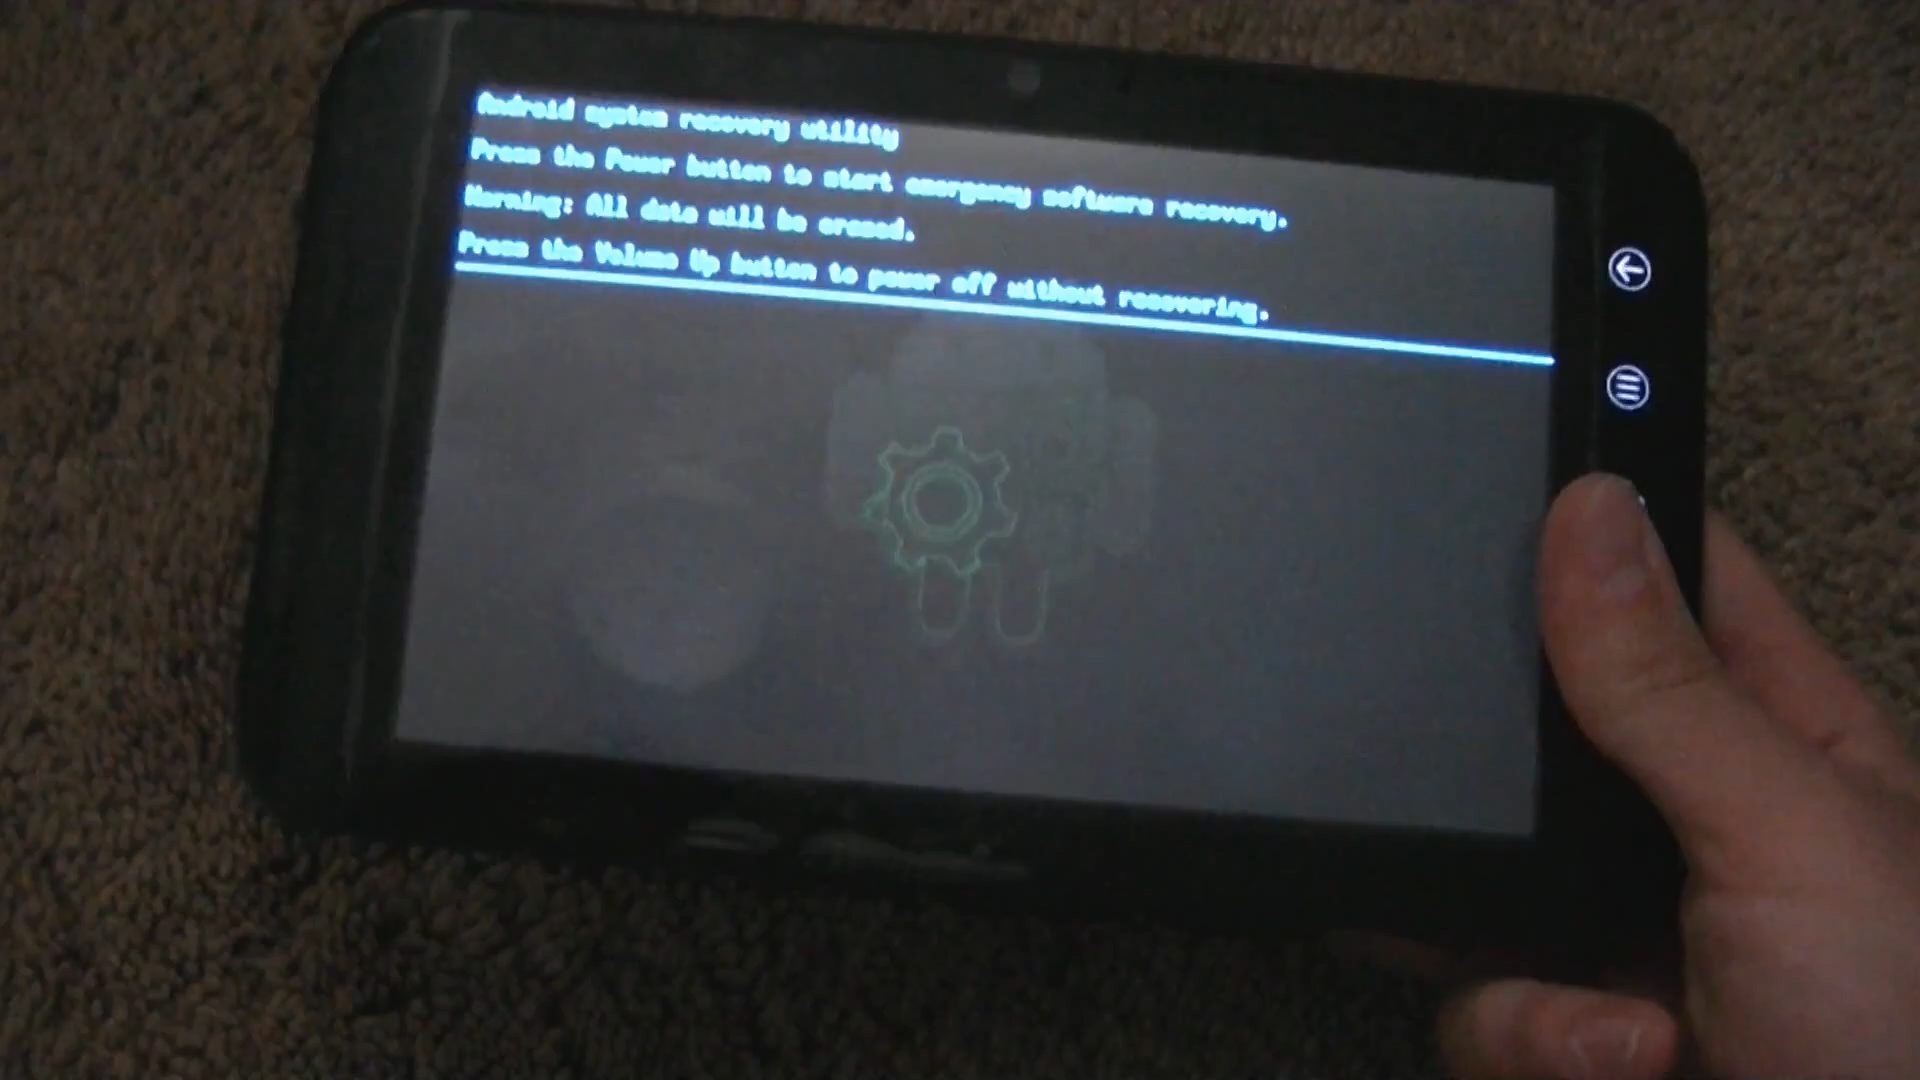 Android system recovery utility
Press the Power button to start emergency software recovery.
Warning: All data will be erased.
Press the Volume Up button to power off without recovering.